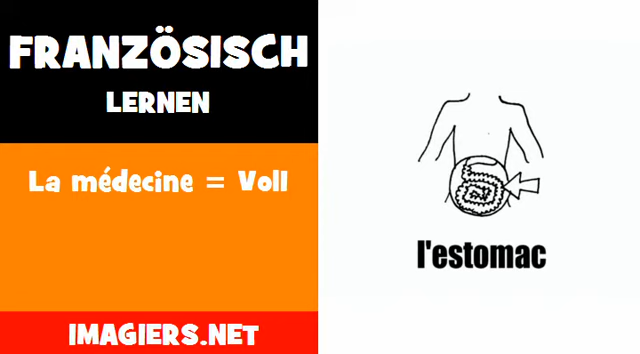 FRANZÖSISCH
LERNEN
La médecine = Voll
IMAGIERS.NET
l'estomac